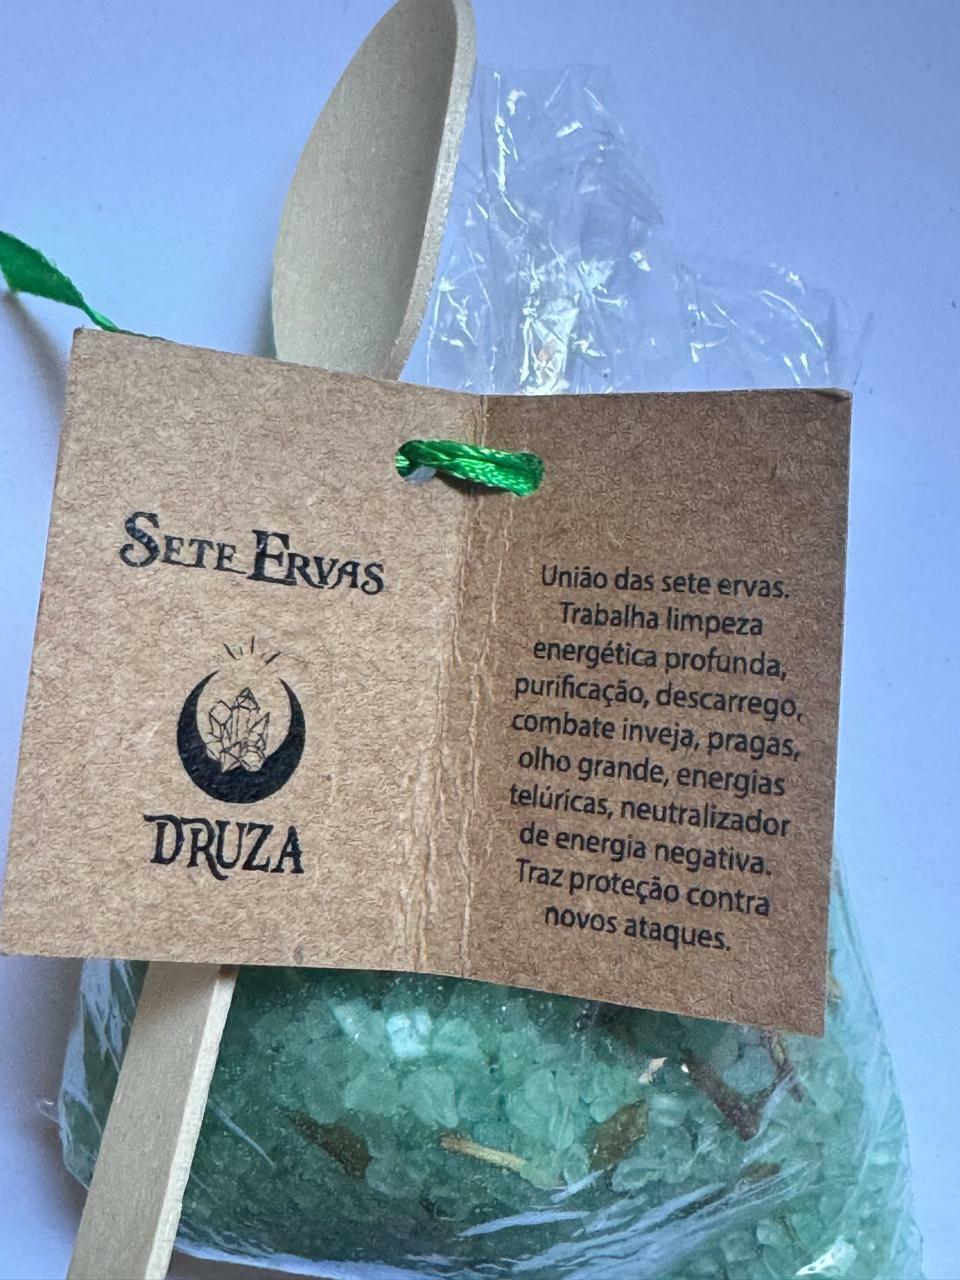 SETE ERVAS
DRUZA
União das sete ervas.
Trabalha limpeza
energética profunda,
purificação, descarrego,
combate inveja, pragas,
olho grande, energias
telúricas, neutralizador
de energia negativa.
Traz proteção contra
novos ataques.